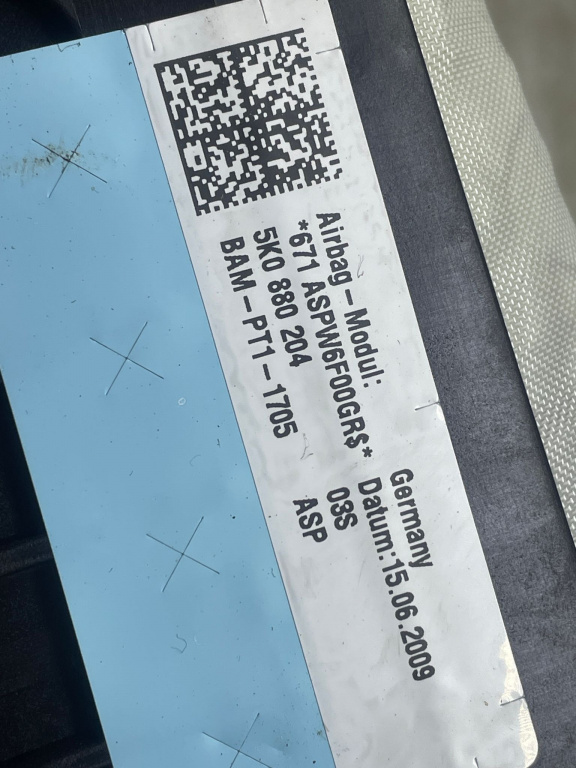 Airbag – Modul:
*671 ASPW6F00GR$*
5K0 880 204
BAM – PT1 – 1705
Germany
Datum:15.06.2009
03S
ASP